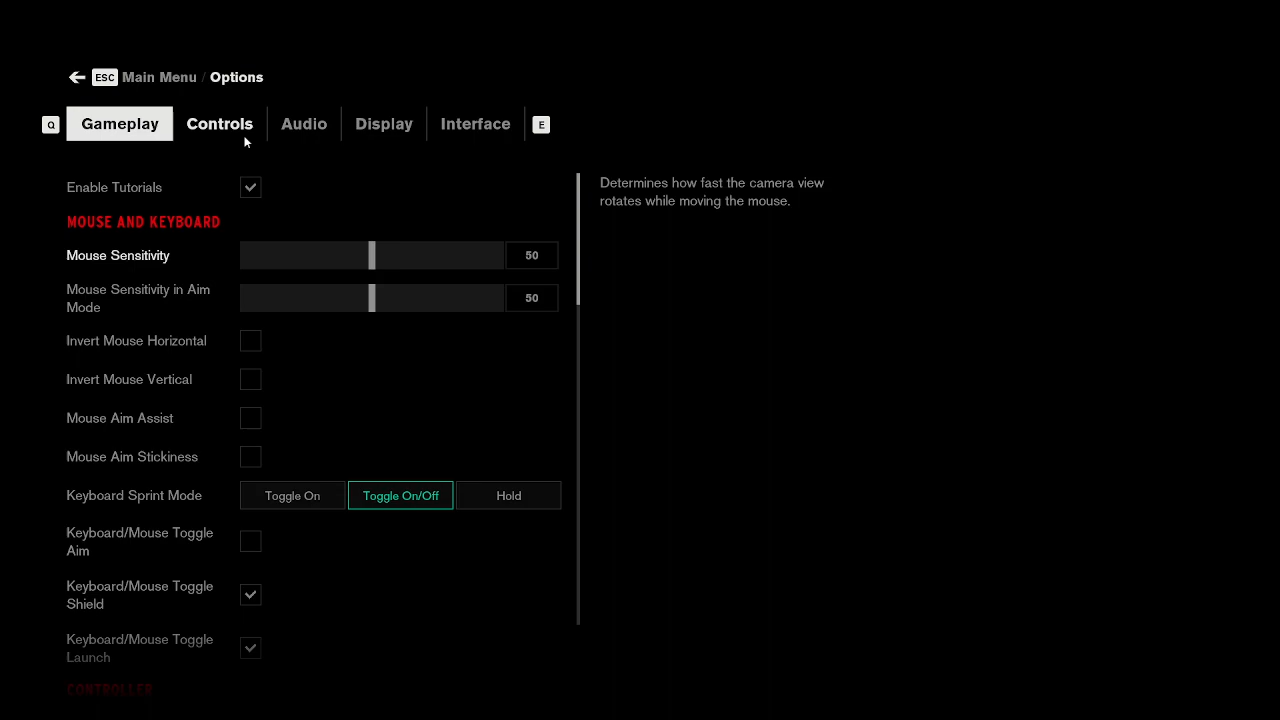 ESC Main Menu / Options
Q Gameplay Controls Audio Display Interface E
Enable Tutorials
Determines how fast the camera view
rotates while moving the mouse.
MOUSE AND KEYBOARD
Mouse Sensitivity 50
Mouse Sensitivity in Aim
Mode 50
Invert Mouse Horizontal
Invert Mouse Vertical
Mouse Aim Assist
Mouse Aim Stickiness
Keyboard Sprint Mode Toggle On Toggle On/Off Hold
Keyboard/Mouse Toggle
Aim
Keyboard/Mouse Toggle
Shield
Keyboard/Mouse Toggle
Launch
CONTROLLER